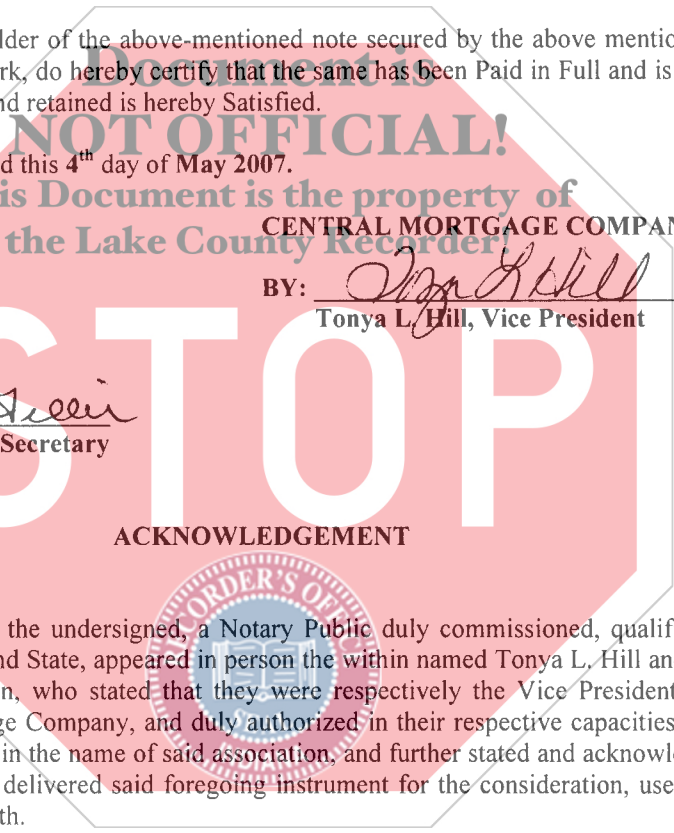 lder of the above-mentioned note secured by the above mentio
Document is
rk, do hereby certify that the same has been Paid in Full and is
nd retained is hereby Satisfied.
NOT OFFICIAL!
d this 4th day of May 2007.
is Document is the property of
CENTRAL MORTGAGE COMPAN
the Lake County Recorder!
BY: Tonya L Hill
Tonya L. Hill, Vice President
STOP
Secretary
ACKNOWLEDGEMENT
RECORDER'S OFFICE
the undersigned, a Notary Public duly commissioned, qualif
nd State, appeared in person the within named Tonya L. Hill an
n, who stated that they were respectively the Vice President
ge Company, and duly authorized in their respective capacities
in the name of said association, and further stated and acknowl
delivered said foregoing instrument for the consideration, use
th.